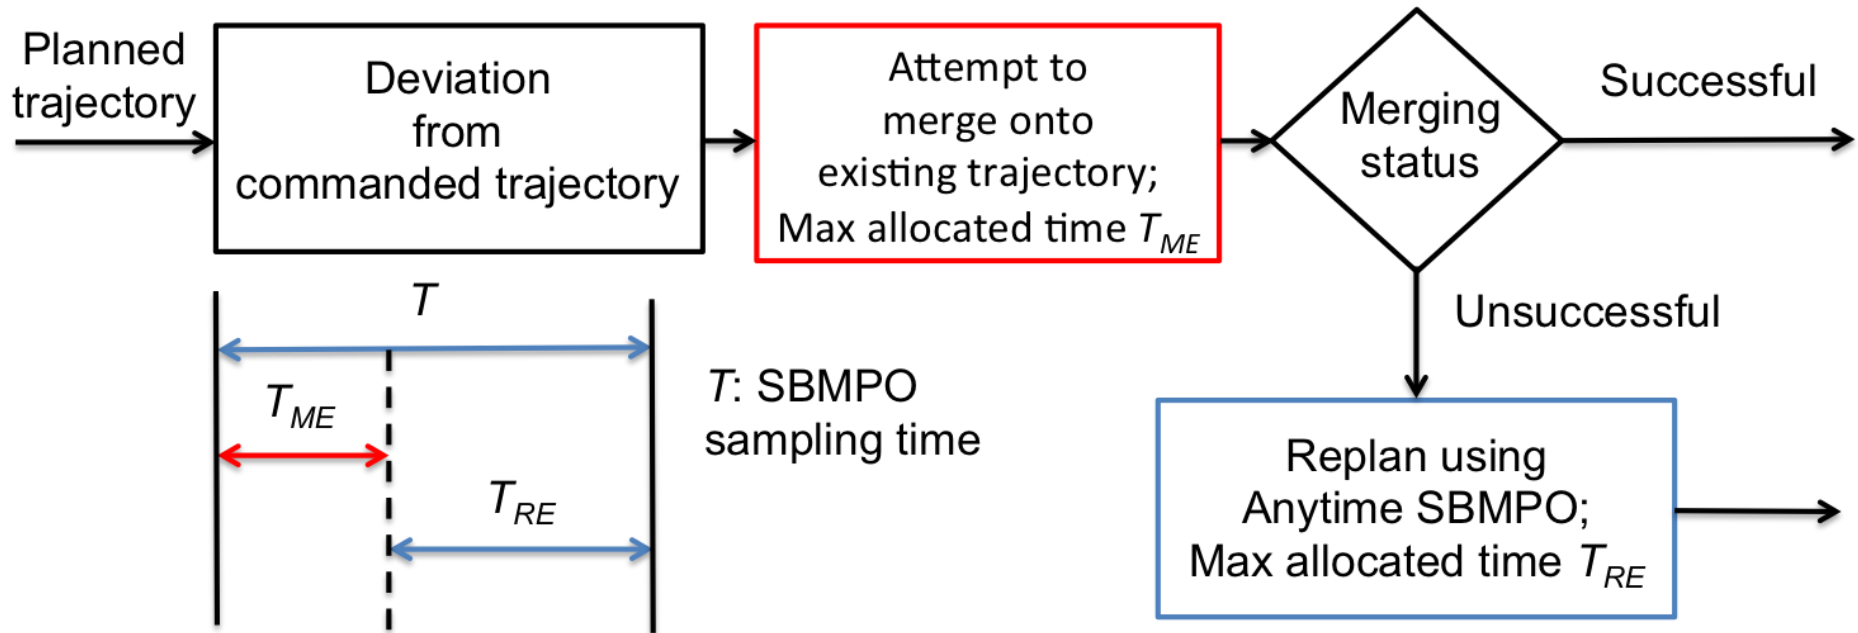 Planned
trajectory
Deviation
from
commanded trajectory
Attempt to
merge onto
existing trajectory;
Max allocated time T_ME
Merging
status
Successful
Unsuccessful
T
T_ME
T_RE
T: SBMPO
sampling time
Replan using
Anytime SBMPO;
Max allocated time T_RE